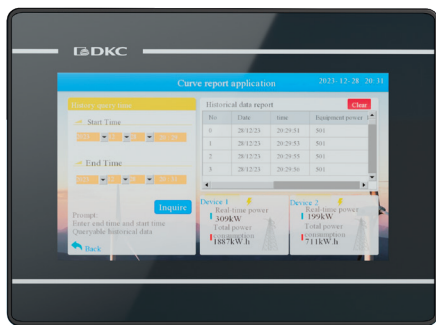 DKC
Curve report application
2023-12-28 20:31
History query time
Start Time
End Time
Inquire
Prompt:
Enter end time and start time
Queryable historical data
Back
Historical data report
Clear
No Date time Equipment power
0 28/12/23 20:29:51 501
1 28/12/23 20:29:53 501
2 28/12/23 20:29:55 501
3 28/12/23 20:29:56 501
Device 1
Real-time power
309kW
Total power
consumption
1887kW.h
Device 2
Real-time power
199kW
Total power
consumption
711kW.h